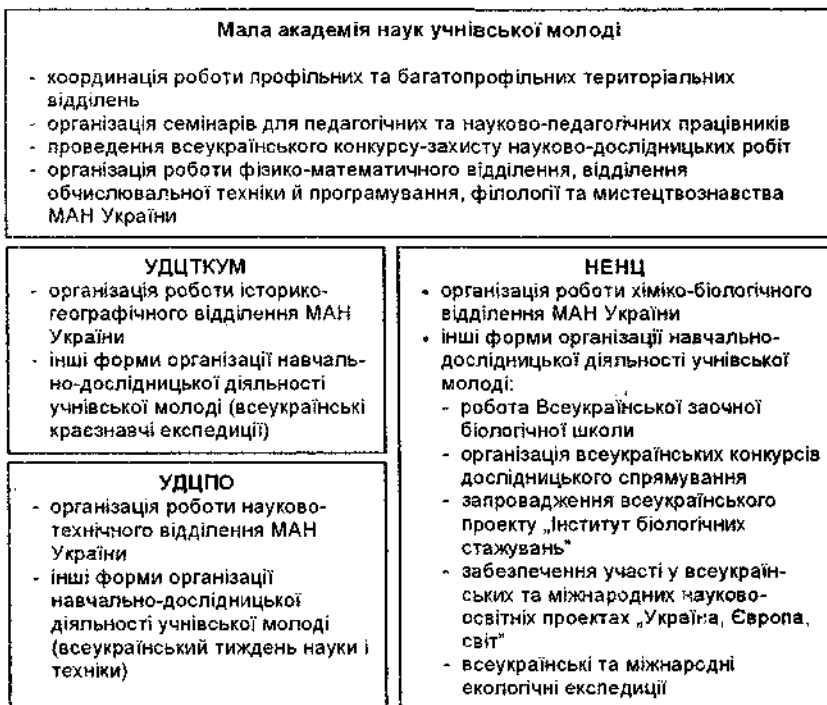 Мала академія наук учнівської молоді
- координація роботи профільних та багатопрофільних територіальних
відділень
- організація семінарів для педагогічних та науково-педагогічних працівників
- проведення всеукраїнського конкурсу-захисту науково-дослідницьких робіт
- організація роботи фізико-математичного відділення, відділення
обчислювальної техніки й програмування, філології та мистецтвознавства
МАН України
УДЦТКУМ
- організація роботи історико-
географічного відділення МАН
України
- інші форми організації навчаль-
но-дослідницької діяльності
учнівської молоді (всеукраїнські
краєзнавчі експедиції)
УДЦПО
- організація роботи науково-
технічного відділення МАН
України
- інші форми організації
навчально-дослідницької
діяльності учнівської молоді
(всеукраїнський тиждень науки і
техніки)
НЕНЦ
• організація роботи хіміко-біологічного
відділення МАН України
• інші форми організації навчально-
дослідницької діяльності учнівської
молоді:
- робота Всеукраїнської заочної
біологічної школи
- організація всеукраїнських конкурсів
дослідницького спрямування
- запровадження всеукраїнського
проекту „Інститут біологічних
стажувань"
- забезпечення участі у всеукраїн-
ських та міжнародних науково-
освітніх проектах „Україна, Європа,
світ"
- всеукраїнські та міжнародні
екологічні експедиції